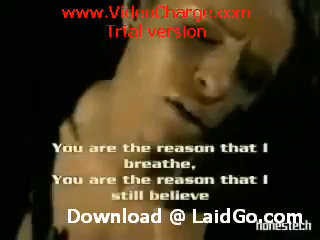 www.VideoCharge.com
Trial version
You are the reason that I
breathe,
You are the reason that I
still believe
honestech
Download @ LaidGo.com